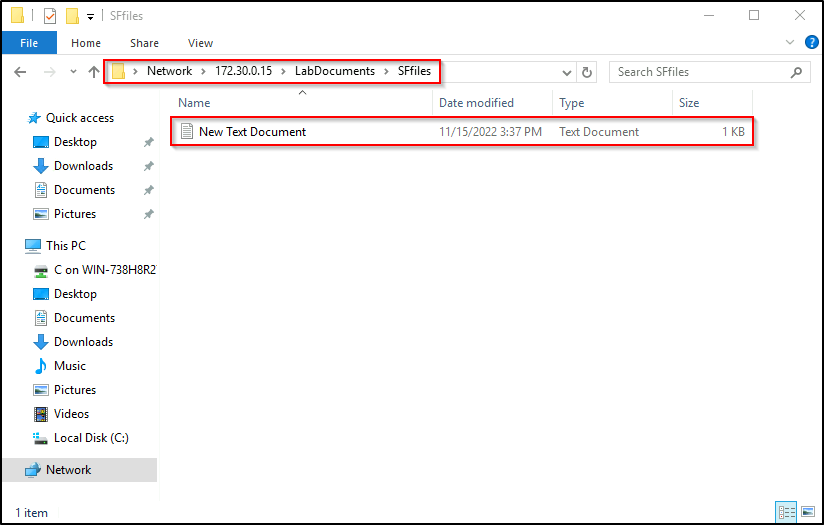 SFfiles
File Home Share View
Network > 172.30.0.15 > LabDocuments > SFfiles
Search SFfiles
Name Date modified Type Size
New Text Document 11/15/2022 3:37 PM Text Document 1 KB
Quick access
Desktop
Downloads
Documents
Pictures
This PC
C on WIN-738H8R2
Desktop
Documents
Downloads
Music
Pictures
Videos
Local Disk (C:)
Network
1 item